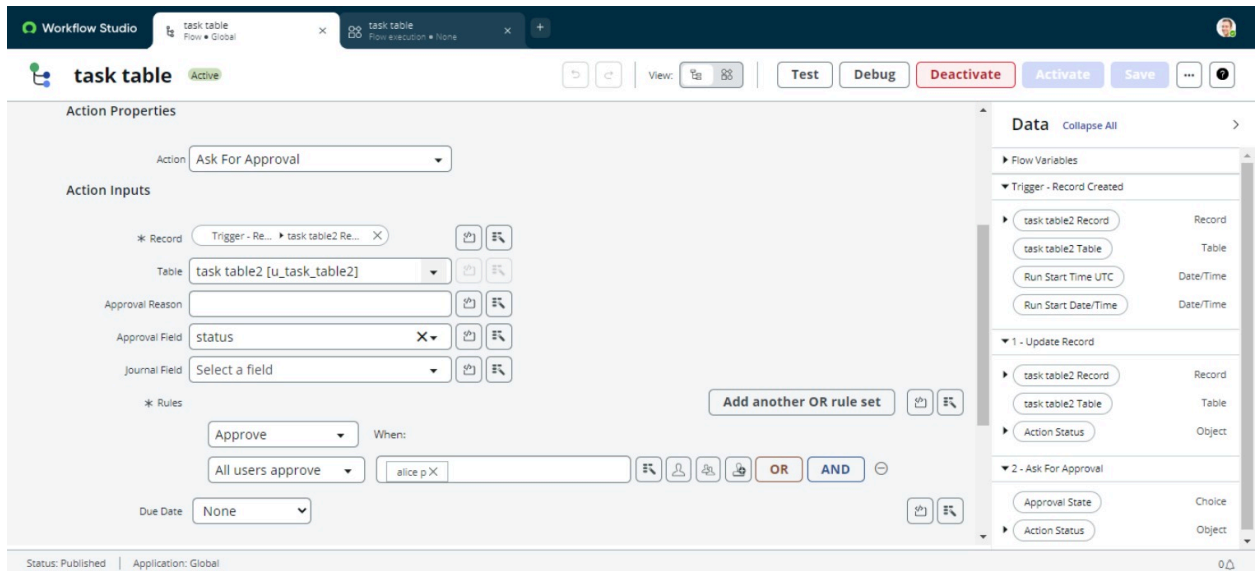 Workflow Studio
task table
Flow • Global
task table
Flow execution • None
task table Active
View:
Test
Debug
Deactivate
Activate
Save
Action Properties
Action Ask For Approval
Action Inputs
* Record Trigger - Re... ▸ task table2 Re... X
Table task table2 [u_task_table2]
Approval Reason
Approval Field status
Journal Field Select a field
* Rules
Add another OR rule set
Approve When:
All users approve alice p X OR AND
Due Date None
Data Collapse All
Flow Variables
Trigger - Record Created
task table2 Record Record
task table2 Table Table
Run Start Time UTC Date/Time
Run Start Date/Time Date/Time
1 - Update Record
task table2 Record Record
task table2 Table Table
Action Status Object
2 - Ask For Approval
Approval State Choice
Action Status Object
Status: Published | Application: Global
0